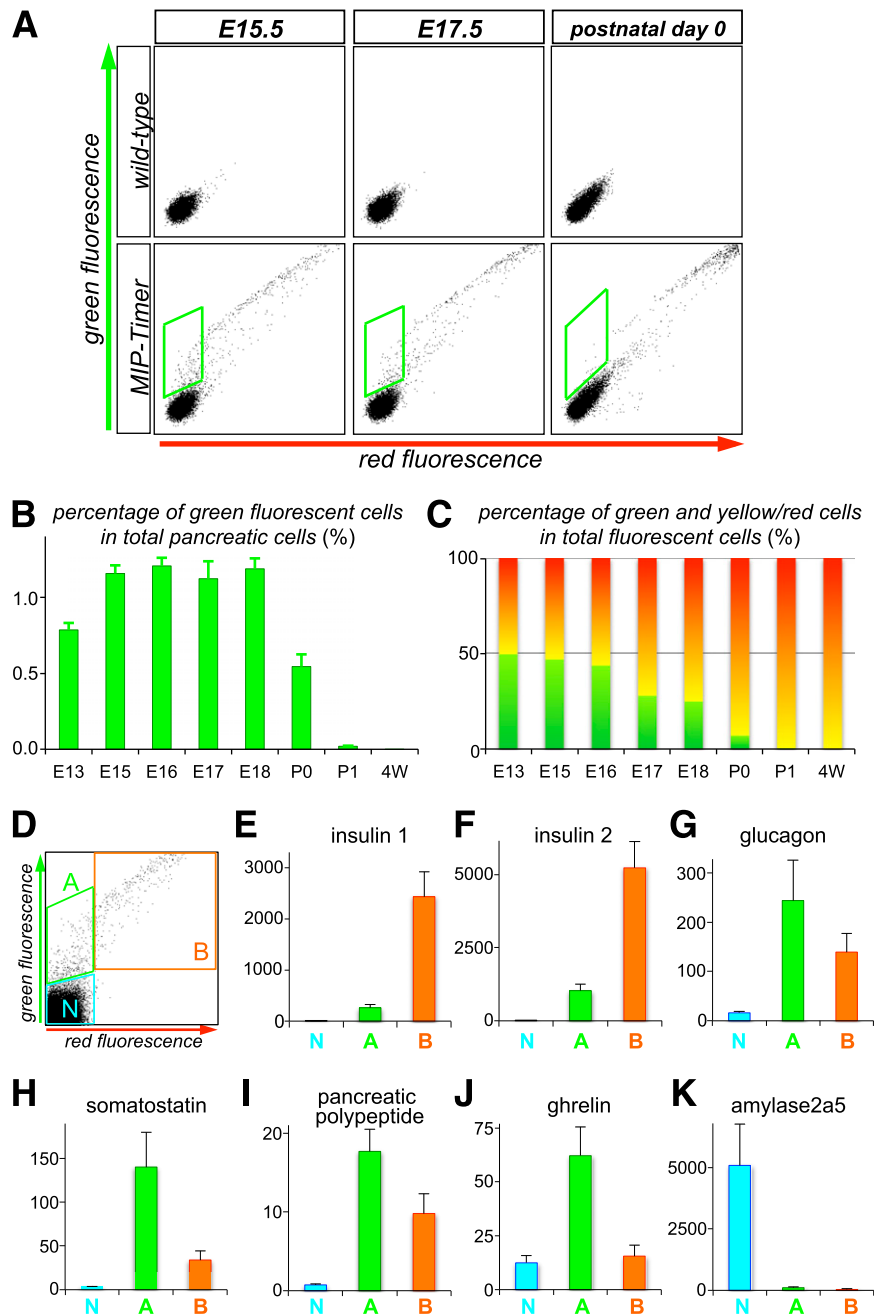 A
E15.5
E17.5
postnatal day 0
green fluorescence
wild-type
MIP-Timer
red fluorescence
B
percentage of green fluorescent cells
in total pancreatic cells (%)
1.0
0.5
0.0
E13 E15 E16 E17 E18 P0 P1 4W
C
percentage of green and yellow/red cells
in total fluorescent cells (%)
100
50
0
E13 E15 E16 E17 E18 P0 P1 4W
D
green fluorescence
A
B
N
red fluorescence
E
insulin 1
3000
2000
1000
0
N A B
F
insulin 2
5000
2500
0
N A B
G
glucagon
300
200
100
0
N A B
H
somatostatin
150
100
50
0
N A B
I
pancreatic
polypeptide
20
10
0
N A B
J
ghrelin
75
50
25
0
N A B
K
amylase2a5
5000
2500
0
N A B